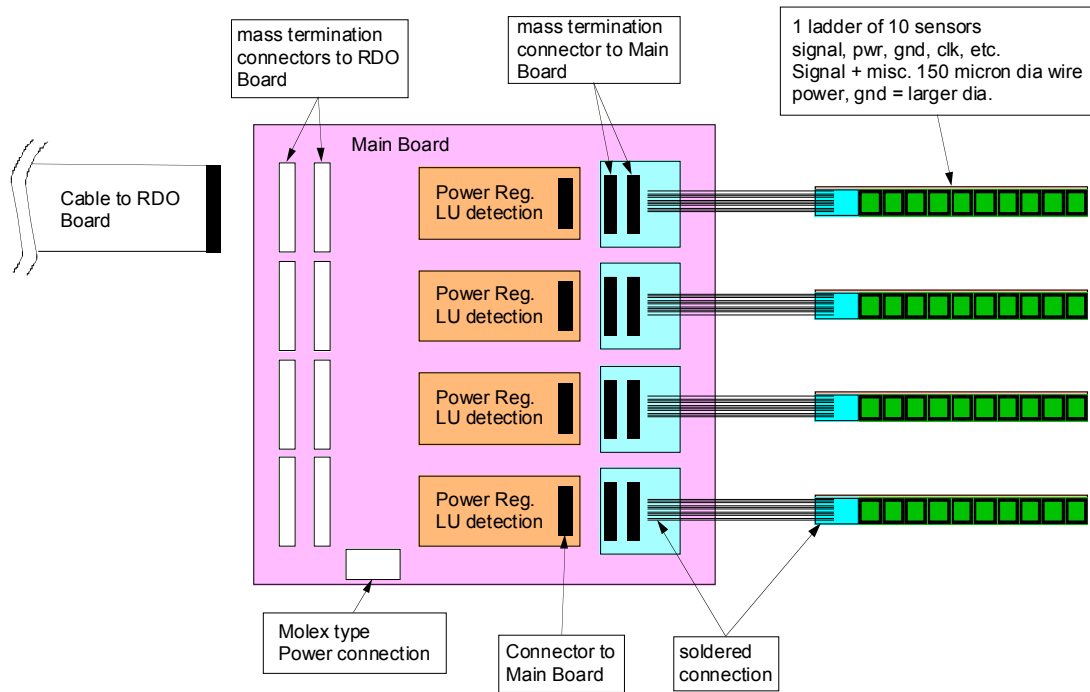 mass termination
connectors to RDO
Board
mass termination
connector to Main
Board
1 ladder of 10 sensors
signal, pwr, gnd, clk, etc.
Signal + misc. 150 micron dia wire
power, gnd = larger dia.
Main Board
Cable to RDO
Board
Power Reg.
LU detection
Power Reg.
LU detection
Power Reg.
LU detection
Power Reg.
LU detection
Molex type
Power connection
Connector to
Main Board
soldered
connection